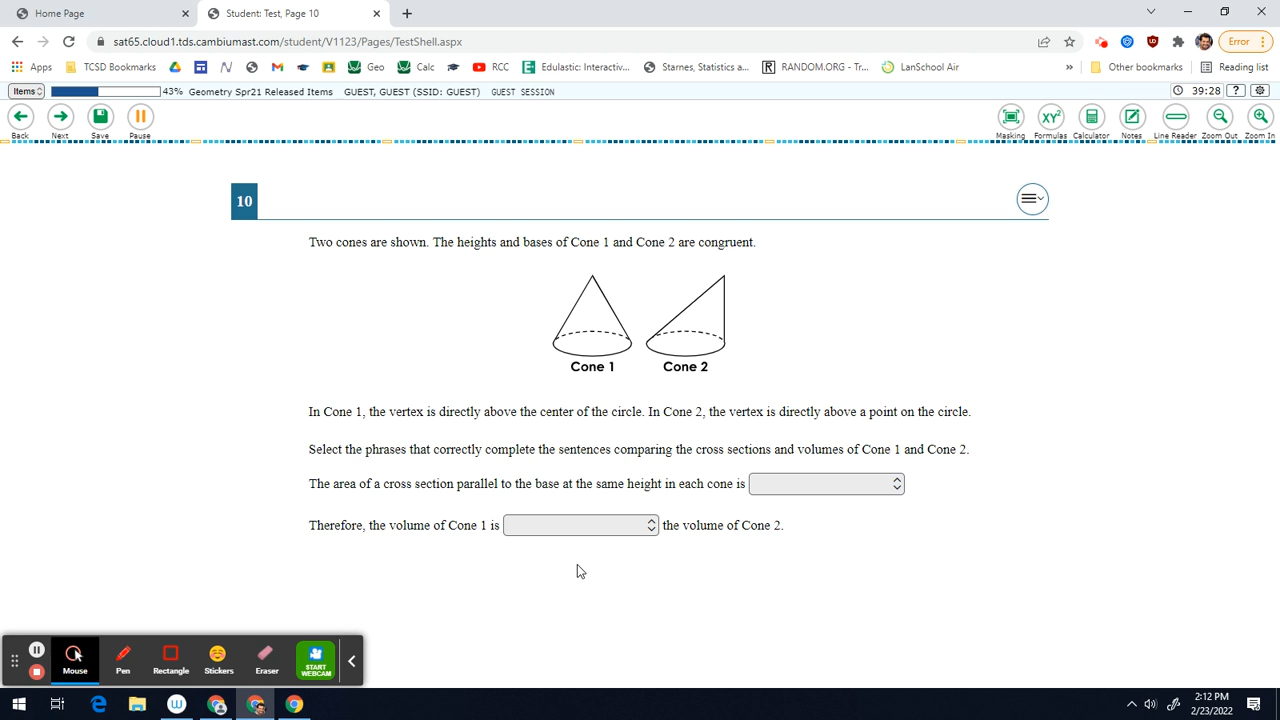 Home Page
Student: Test, Page 10
sat65.cloud1.tds.cambiumast.com/student/V1123/Pages/TestShell.aspx
Error
Apps
TCSD Bookmarks
Geo
Calc
RCC
Edulastic: Interactiv...
Starnes, Statistics a...
RANDOM.ORG - Tr...
LanSchool Air
»
Other bookmarks
Reading list
Items
43%
Geometry Spr21 Released Items
GUEST, GUEST (SSID: GUEST)
GUEST SESSION
39:28
?
Back
Next
Save
Pause
XY²
Masking
Formulas
Calculator
Notes
Line Reader
Zoom Out
Zoom In
10
Two cones are shown. The heights and bases of Cone 1 and Cone 2 are congruent.
Cone 1
Cone 2
In Cone 1, the vertex is directly above the center of the circle. In Cone 2, the vertex is directly above a point on the circle.
Select the phrases that correctly complete the sentences comparing the cross sections and volumes of Cone 1 and Cone 2.
The area of a cross section parallel to the base at the same height in each cone is
Therefore, the volume of Cone 1 is the volume of Cone 2.
Mouse
Pen
Rectangle
Stickers
Eraser
START
WEBCAM
2:12 PM
2/23/2022